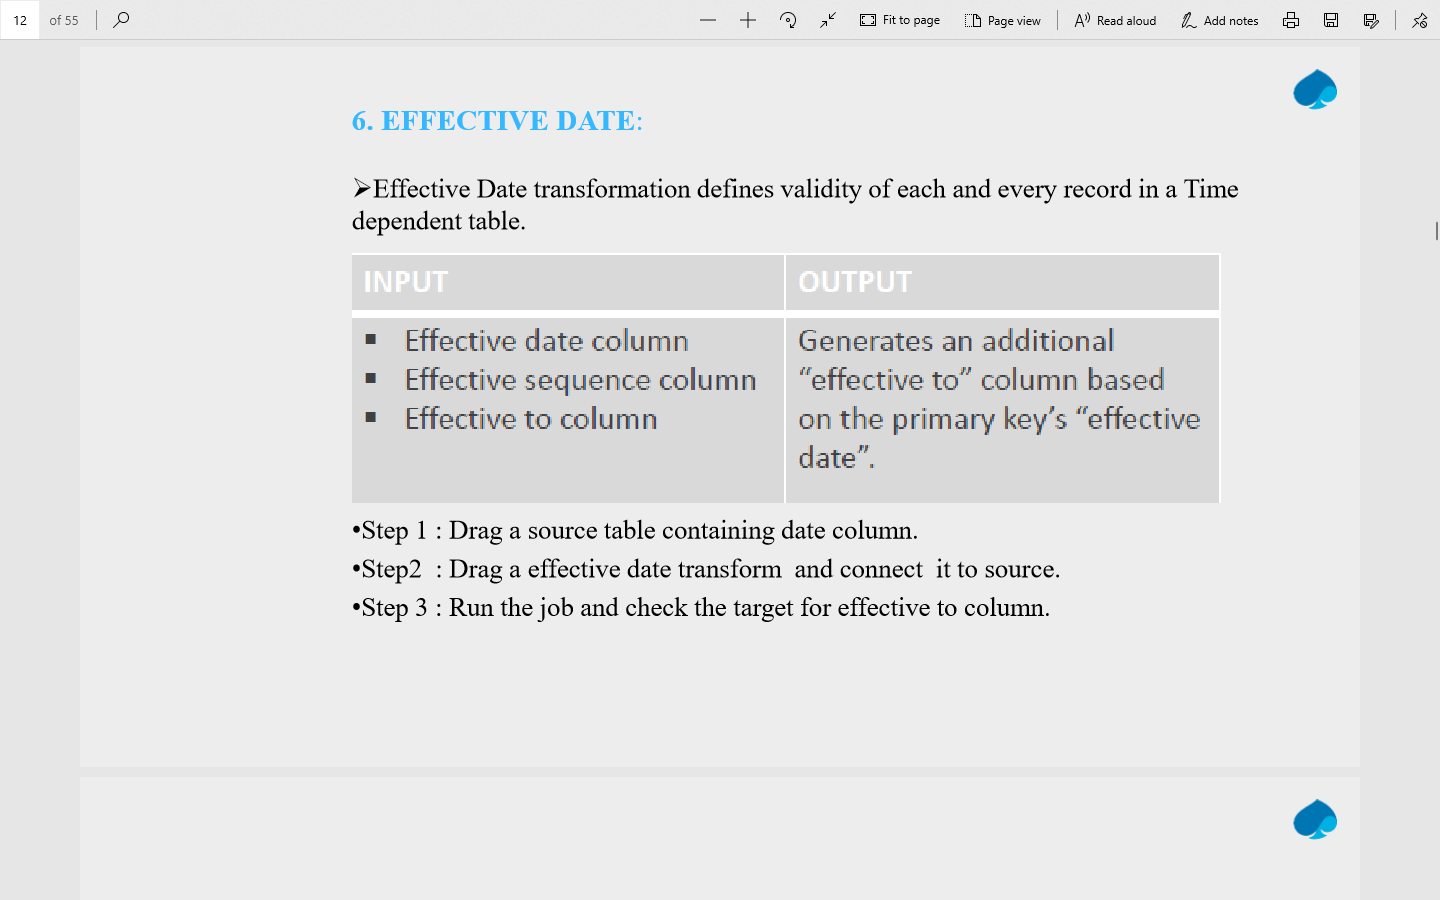 12 of 55 Fit to page Page view Read aloud Add notes
6. EFFECTIVE DATE:
➢Effective Date transformation defines validity of each and every record in a Time
dependent table.
INPUT
▪ Effective date column
▪ Effective sequence column
▪ Effective to column
OUTPUT
Generates an additional
“effective to” column based
on the primary key’s “effective
date”.
•Step 1 : Drag a source table containing date column.
•Step2 : Drag a effective date transform and connect it to source.
•Step 3 : Run the job and check the target for effective to column.